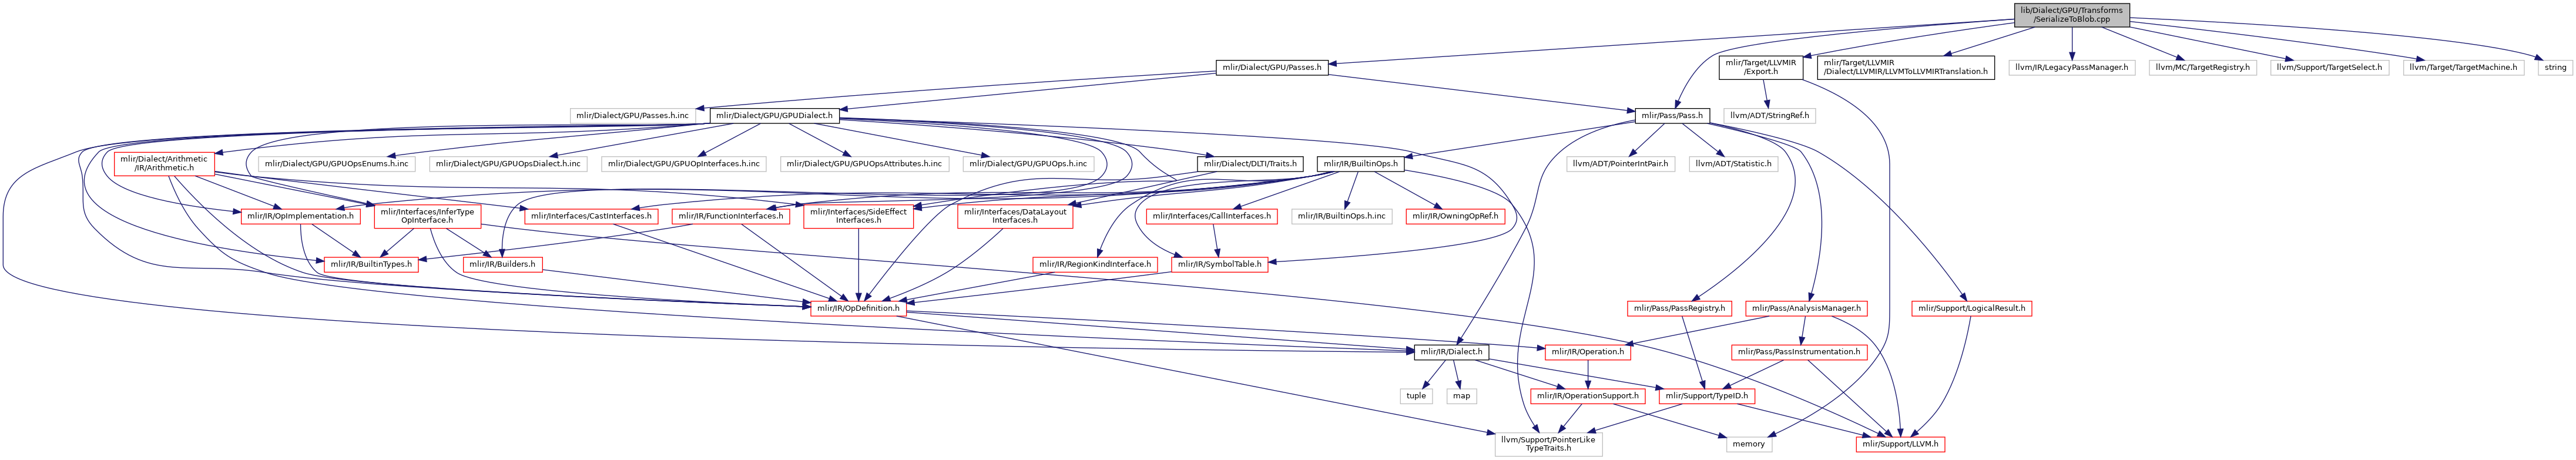 lib/Dialect/GPU/Transforms
/SerializeToBlob.cpp
mlir/Dialect/GPU/Passes.h
mlir/Target/LLVMIR
/Export.h
mlir/Target/LLVMIR
/Dialect/LLVMIR/LLVMToLLVMIRTranslation.h
llvm/IR/LegacyPassManager.h
llvm/MC/TargetRegistry.h
llvm/Support/TargetSelect.h
llvm/Target/TargetMachine.h
string
mlir/Dialect/GPU/Passes.h.inc
mlir/Dialect/GPU/GPUDialect.h
mlir/Pass/Pass.h
llvm/ADT/StringRef.h
mlir/Dialect/Arithmetic
/IR/Arithmetic.h
mlir/Dialect/GPU/GPUOpsEnums.h.inc
mlir/Dialect/GPU/GPUOpsDialect.h.inc
mlir/Dialect/GPU/GPUOpInterfaces.h.inc
mlir/Dialect/GPU/GPUOpsAttributes.h.inc
mlir/Dialect/GPU/GPUOps.h.inc
mlir/Dialect/DLTI/Traits.h
mlir/IR/BuiltinOps.h
llvm/ADT/PointerIntPair.h
llvm/ADT/Statistic.h
mlir/IR/OpImplementation.h
mlir/Interfaces/InferType
OpInterface.h
mlir/Interfaces/CastInterfaces.h
mlir/IR/FunctionInterfaces.h
mlir/Interfaces/SideEffect
Interfaces.h
mlir/Interfaces/DataLayout
Interfaces.h
mlir/Interfaces/CallInterfaces.h
mlir/IR/BuiltinOps.h.inc
mlir/IR/OwningOpRef.h
mlir/IR/BuiltinTypes.h
mlir/IR/Builders.h
mlir/IR/RegionKindInterface.h
mlir/IR/SymbolTable.h
mlir/IR/OpDefinition.h
mlir/Pass/PassRegistry.h
mlir/Pass/AnalysisManager.h
mlir/Support/LogicalResult.h
mlir/IR/Dialect.h
mlir/IR/Operation.h
mlir/Pass/PassInstrumentation.h
tuple
map
mlir/IR/OperationSupport.h
mlir/Support/TypeID.h
llvm/Support/PointerLike
TypeTraits.h
memory
mlir/Support/LLVM.h